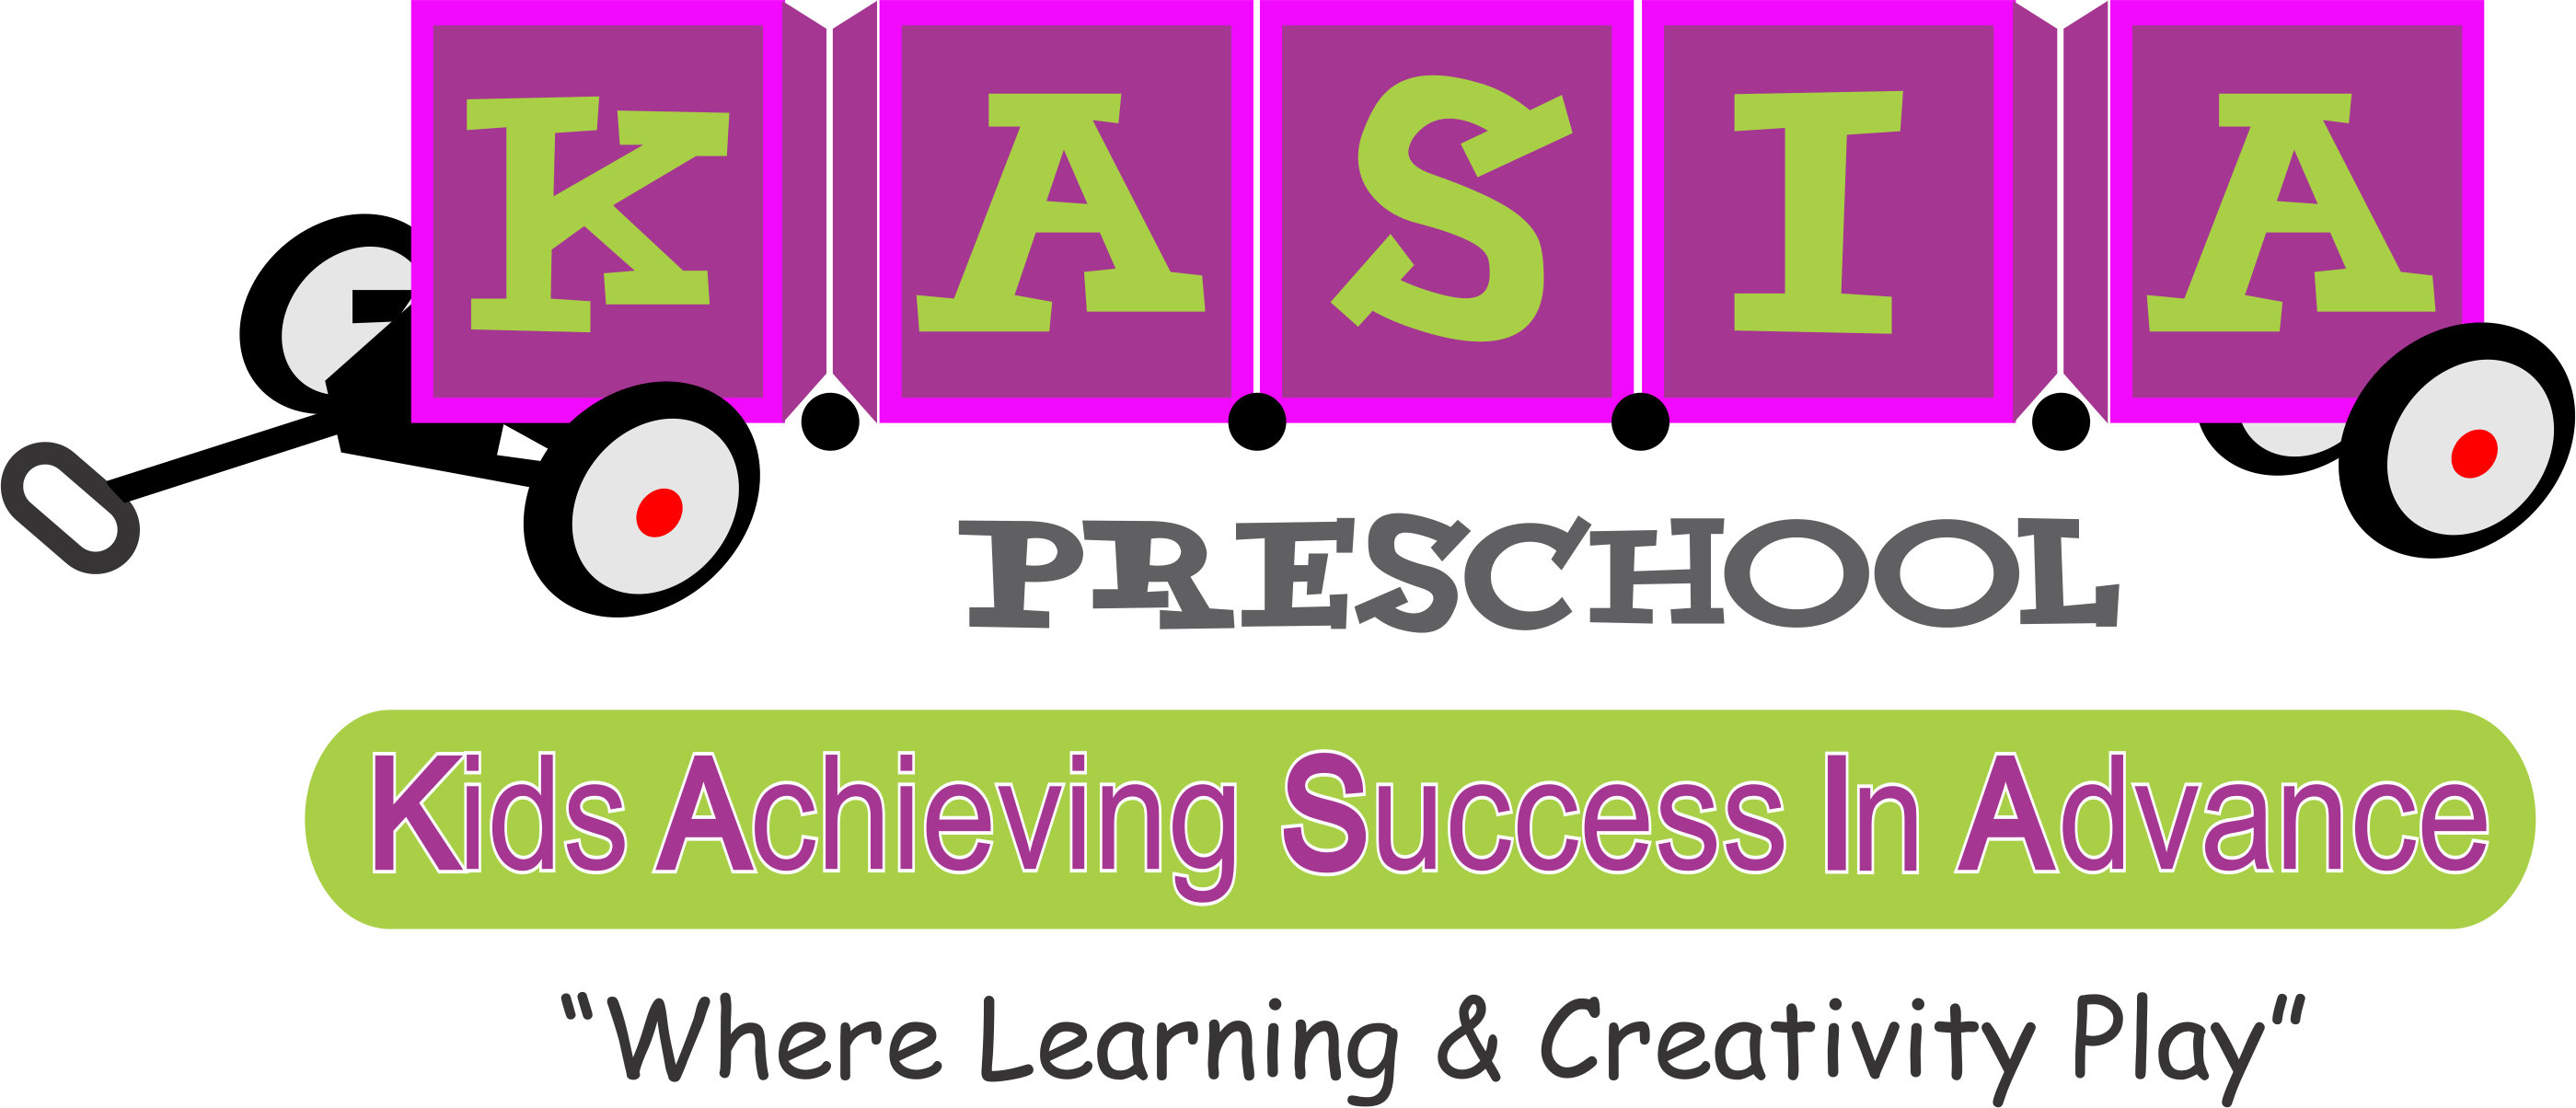 KASIA
PRESCHOOL
Kids Achieving Success In Advance
“Where Learning & Creativity Play”